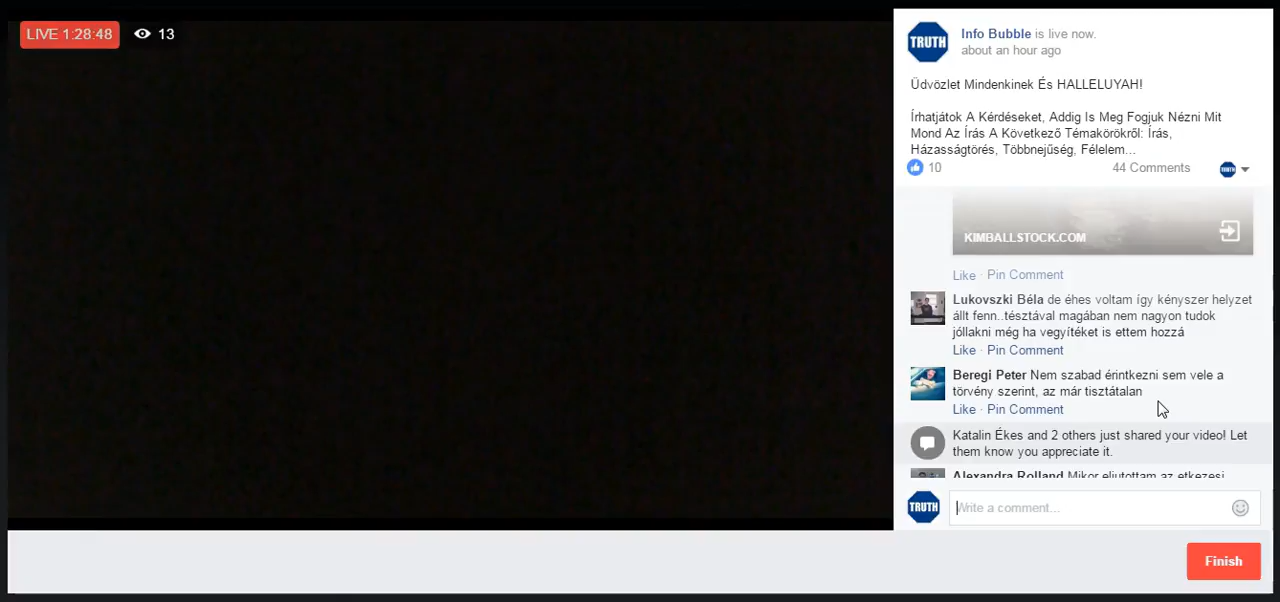 LIVE 1:28:48
13
TRUTH
Info Bubble is live now.
about an hour ago
Üdvözlet Mindenkinek És HALLELUYAH!
Írhatjátok A Kérdéseket, Addig Is Meg Fogjuk Nézni Mit
Mond Az Írás A Következő Témakörökről: Írás,
Házasságtörés, Többnejűség, Félelem...
10
44 Comments
TRUTH
KIMBALLSTOCK.COM
Like · Pin Comment
Lukovszki Béla de éhes voltam így kényszer helyzet
állt fenn..tésztával magában nem nagyon tudok
jóllakni még ha vegyítéket is ettem hozzá
Like · Pin Comment
Beregi Peter Nem szabad érintkezni sem vele a
törvény szerint, az már tisztátalan
Like · Pin Comment
Katalin Ékes and 2 others just shared your video! Let
them know you appreciate it.
Alexandra Rolland Mikor eljutottam az etkezesi
TRUTH
Write a comment...
Finish